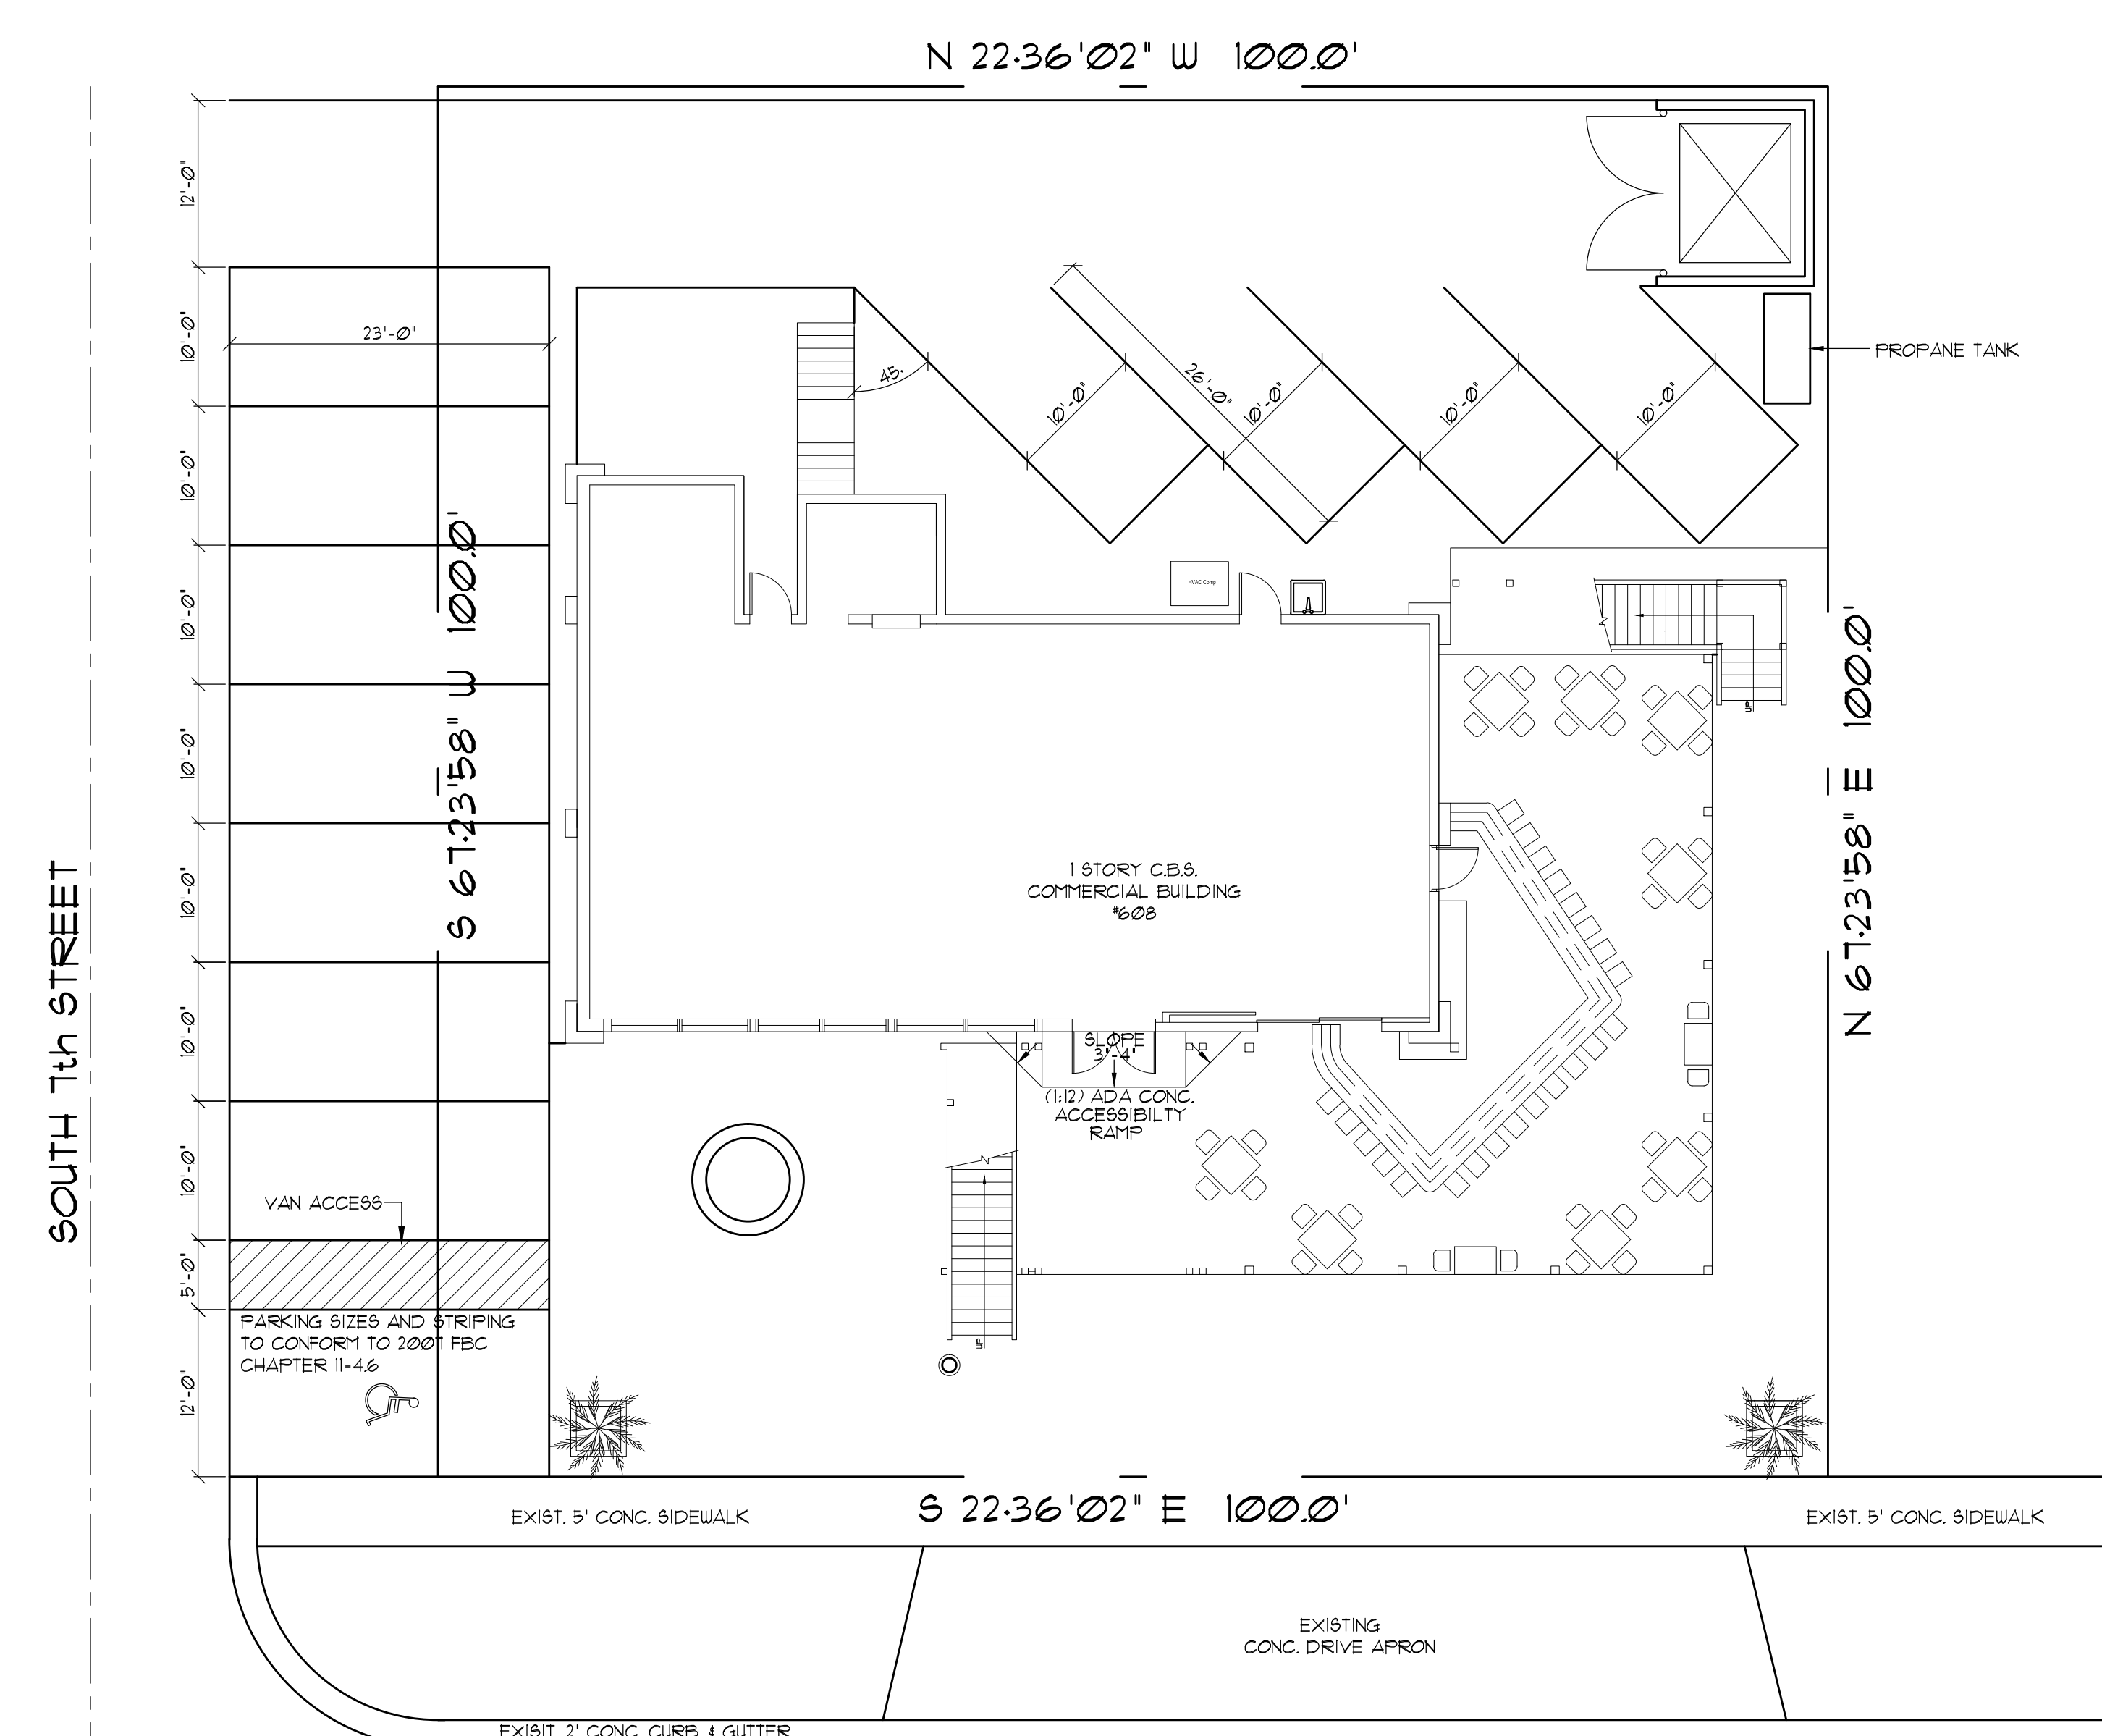 N 22·36'02" W 100.0'
12'-0"
10'-0"
23'-0"
45·
10'-0"
26'-0"
10'-0"
10'-0"
10'-0"
PROPANE TANK
10'-0"
10'-0"
10'-0"
10'-0"
10'-0"
10'-0"
5'-0"
12'-0"
S 67·23'58" W 100.0'
SOUTH 7th STREET
HVAC Comp
UP
N 67·23'58" E 100.0'
1 STORY C.B.S.
COMMERCIAL BUILDING
#608
SLOPE
3'-4"
(1:12) ADA CONC.
ACCESSIBILTY
RAMP
VAN ACCESS
PARKING SIZES AND STRIPING
TO CONFORM TO 2007 FBC
CHAPTER 11-4.6
UP
EXIST. 5' CONC. SIDEWALK
S 22·36'02" E 100.0'
EXIST. 5' CONC. SIDEWALK
EXISTING
CONC. DRIVE APRON
EXISIT. 2' CONC. CURB & GUTTER